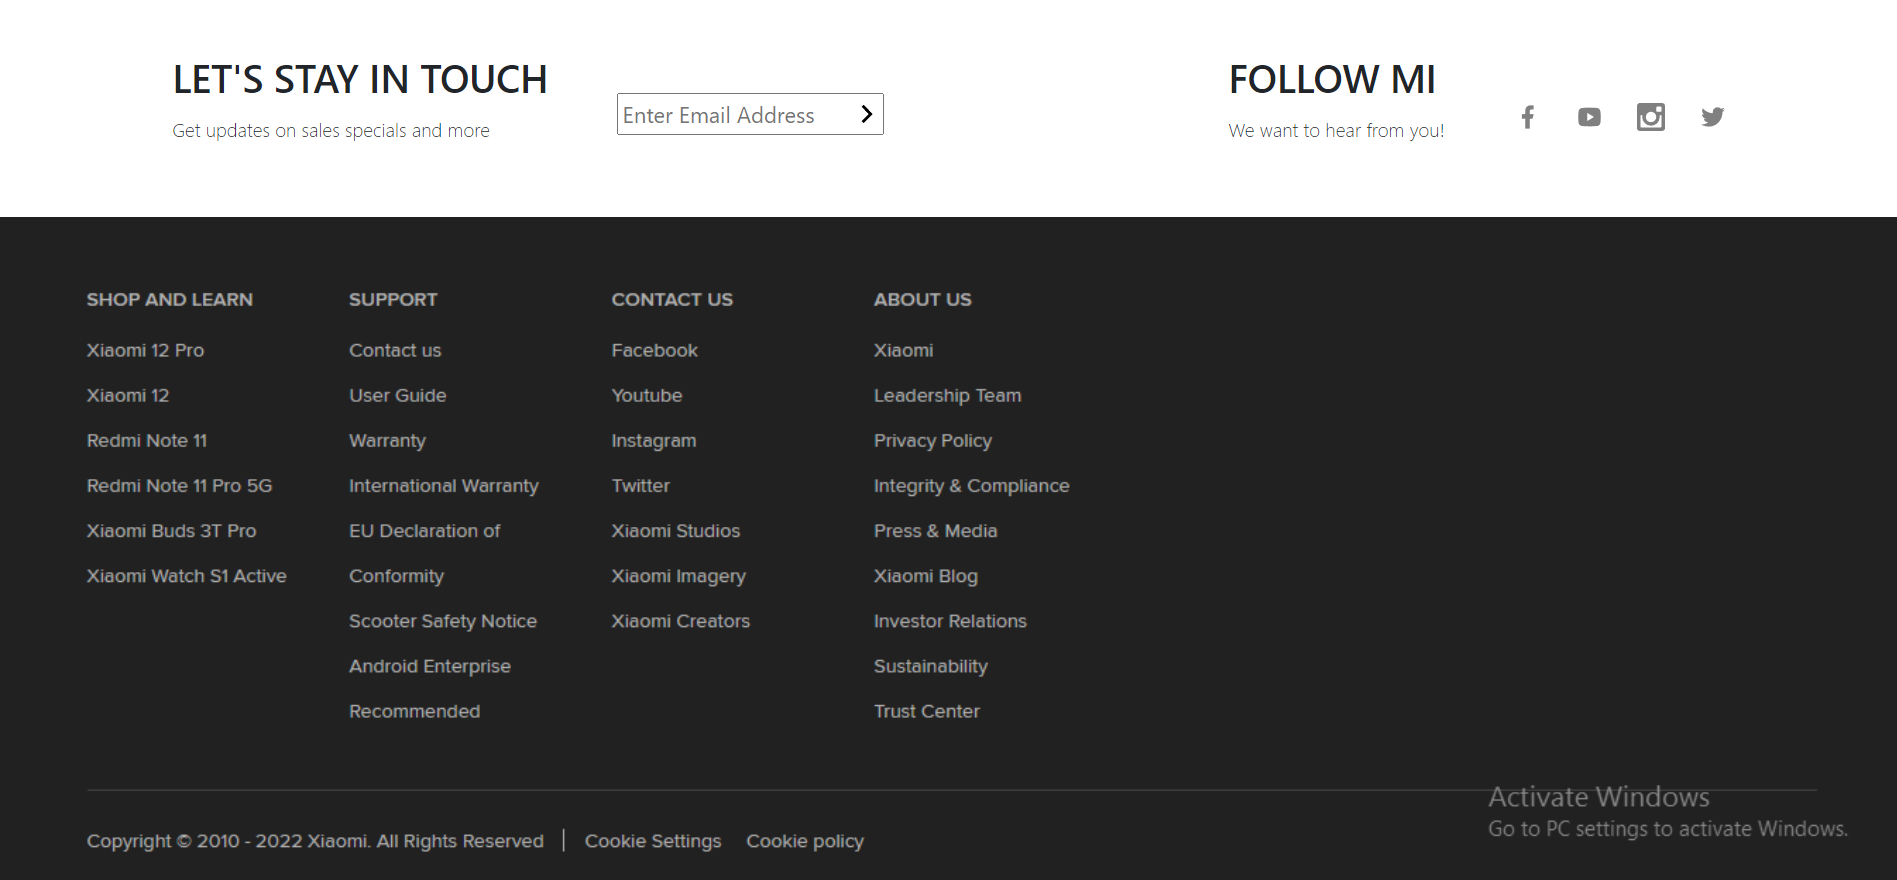 LET'S STAY IN TOUCH
Get updates on sales specials and more
Enter Email Address
FOLLOW MI
We want to hear from you!
SHOP AND LEARN
Xiaomi 12 Pro
Xiaomi 12
Redmi Note 11
Redmi Note 11 Pro 5G
Xiaomi Buds 3T Pro
Xiaomi Watch S1 Active
SUPPORT
Contact us
User Guide
Warranty
International Warranty
EU Declaration of
Conformity
Scooter Safety Notice
Android Enterprise
Recommended
CONTACT US
Facebook
Youtube
Instagram
Twitter
Xiaomi Studios
Xiaomi Imagery
Xiaomi Creators
ABOUT US
Xiaomi
Leadership Team
Privacy Policy
Integrity & Compliance
Press & Media
Xiaomi Blog
Investor Relations
Sustainability
Trust Center
Copyright © 2010 - 2022 Xiaomi. All Rights Reserved | Cookie Settings Cookie policy
Activate Windows
Go to PC settings to activate Windows.